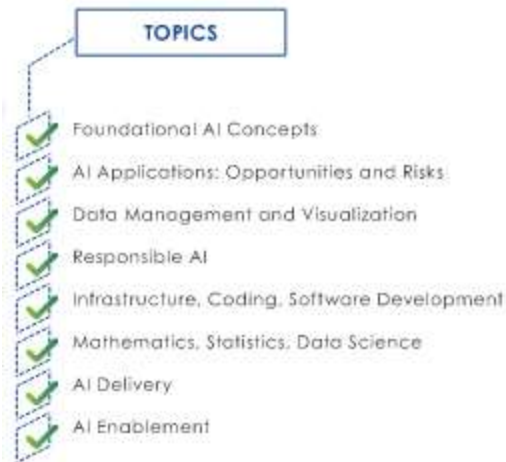 TOPICS
Foundational AI Concepts
AI Applications: Opportunities and Risks
Data Management and Visualization
Responsible AI
Infrastructure, Coding, Software Development
Mathematics, Statistics, Data Science
AI Delivery
AI Enablement